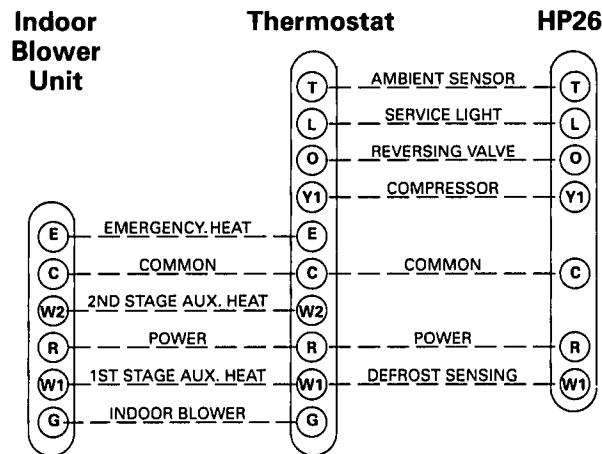 Indoor Blower Unit
Thermostat
HP26
T AMBIENT SENSOR T
L SERVICE LIGHT L
O REVERSING VALVE O
Y1 COMPRESSOR Y1
E EMERGENCY.HEAT E
C COMMON C COMMON C
W2 2ND STAGE AUX. HEAT W2
R POWER R POWER R
W1 1ST STAGE AUX. HEAT W1 DEFROST SENSING W1
G INDOOR BLOWER G